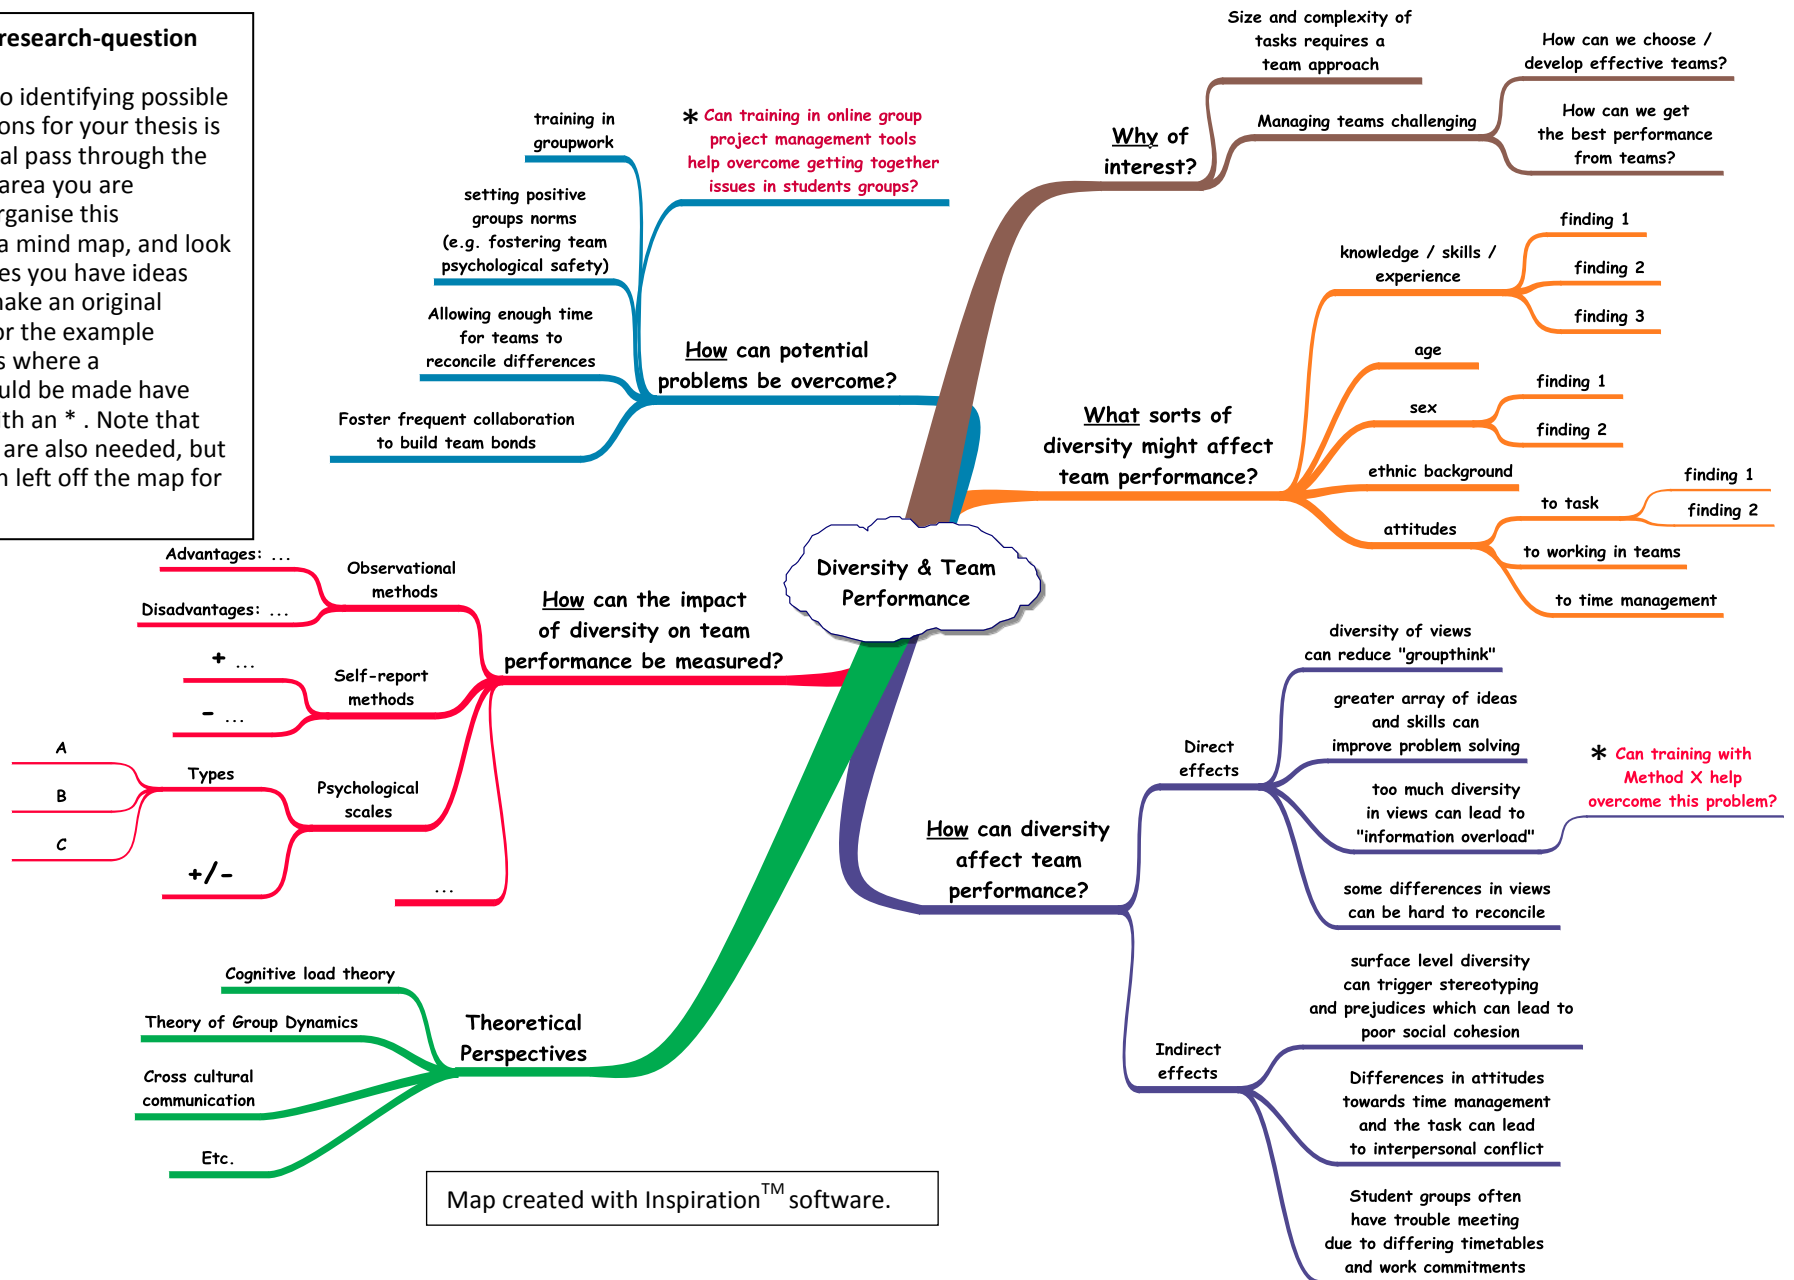 research-question
o identifying possible
ons for your thesis is
al pass through the
area you are
rganise this
a mind map, and look
es you have ideas
nake an original
or the example
s where a
uld be made have
ith an * . Note that
are also needed, but
n left off the map for
training in
groupwork
* Can training in online group
project management tools
help overcome getting together
issues in students groups?
setting positive
groups norms
(e.g. fostering team
psychological safety)
Allowing enough time
for teams to
reconcile differences
Foster frequent collaboration
to build team bonds
How can potential
problems be overcome?
Why of
interest?
Size and complexity of
tasks requires a
team approach
Managing teams challenging
How can we choose /
develop effective teams?
How can we get
the best performance
from teams?
What sorts of
diversity might affect
team performance?
knowledge / skills /
experience
finding 1
finding 2
finding 3
age
sex
finding 1
finding 2
ethnic background
attitudes
to task
finding 1
finding 2
to working in teams
to time management
Diversity & Team
Performance
How can the impact
of diversity on team
performance be measured?
Observational
methods
Advantages: ...
Disadvantages: ...
Self-report
methods
+ ...
- ...
Psychological
scales
Types
A
B
C
+/-
...
How can diversity
affect team
performance?
Direct
effects
diversity of views
can reduce "groupthink"
greater array of ideas
and skills can
improve problem solving
too much diversity
in views can lead to
"information overload"
* Can training with
Method X help
overcome this problem?
some differences in views
can be hard to reconcile
Indirect
effects
surface level diversity
can trigger stereotyping
and prejudices which can lead to
poor social cohesion
Differences in attitudes
towards time management
and the task can lead
to interpersonal conflict
Student groups often
have trouble meeting
due to differing timetables
and work commitments
Theoretical
Perspectives
Cognitive load theory
Theory of Group Dynamics
Cross cultural
communication
Etc.
Map created with Inspiration™ software.